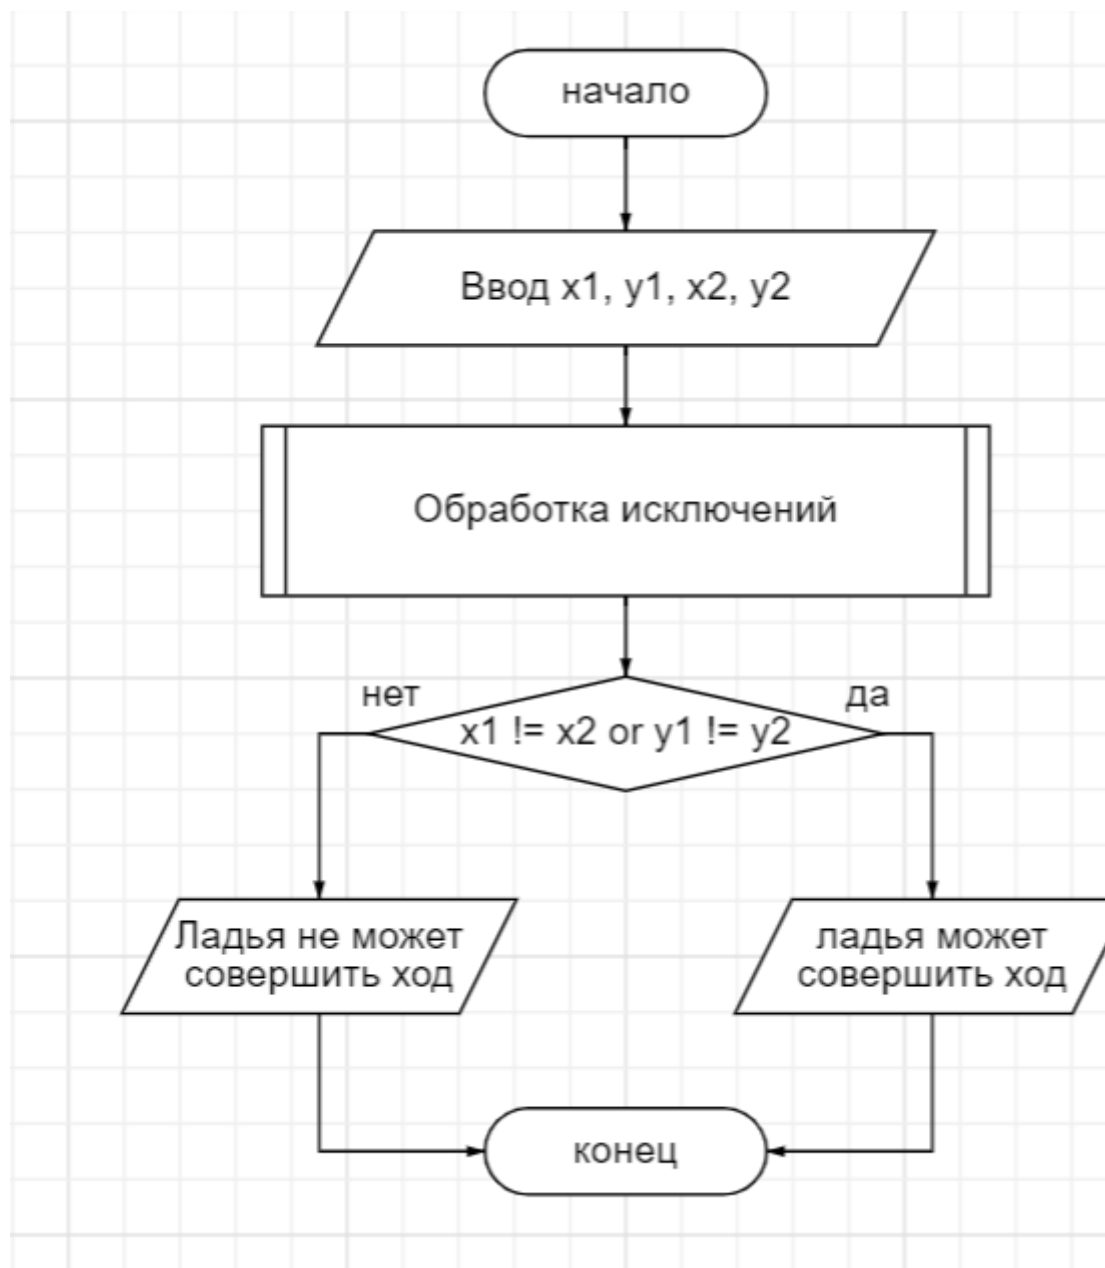 начало
Ввод x1, y1, x2, y2
Обработка исключений
нет
да
x1 != x2 or y1 != y2
Ладья не может
совершить ход
ладья может
совершить ход
конец